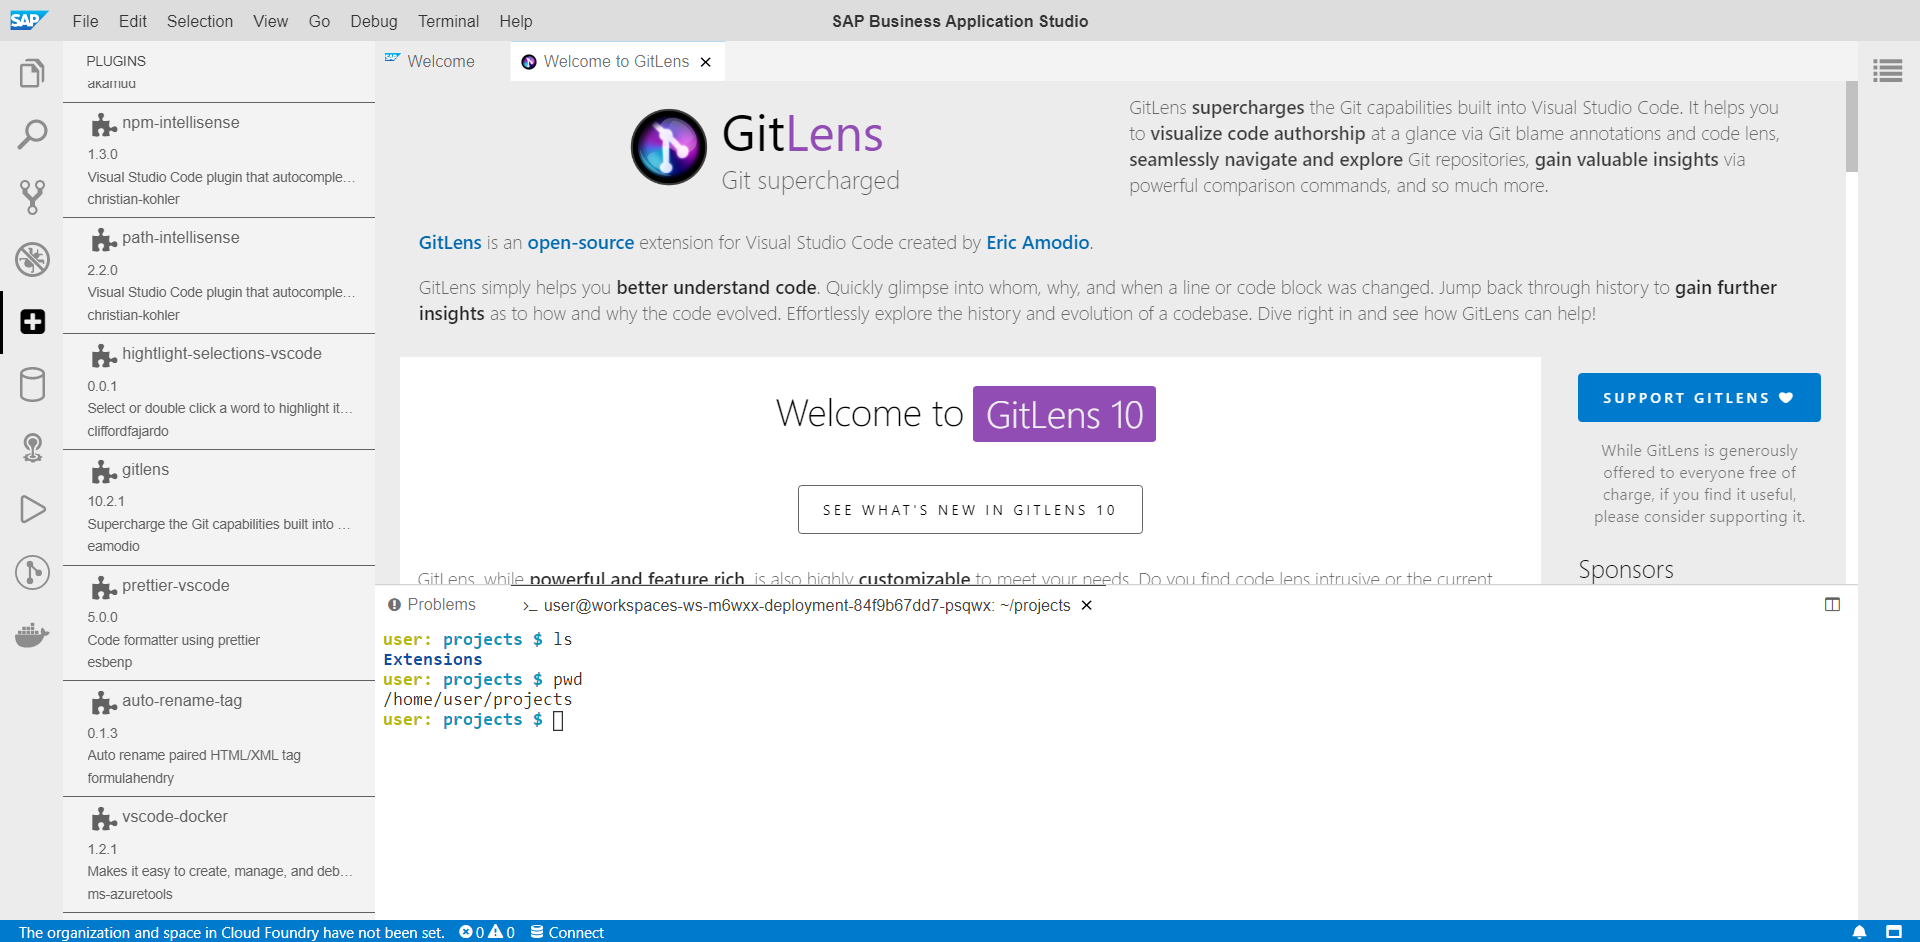 SAP File Edit Selection View Go Debug Terminal Help SAP Business Application Studio
PLUGINS
akamud
npm-intellisense
1.3.0
Visual Studio Code plugin that autocomple...
christian-kohler
path-intellisense
2.2.0
Visual Studio Code plugin that autocomple...
christian-kohler
hightlight-selections-vscode
0.0.1
Select or double click a word to highlight it...
cliffordfajardo
gitlens
10.2.1
Supercharge the Git capabilities built into ...
eamodio
prettier-vscode
5.0.0
Code formatter using prettier
esbenp
auto-rename-tag
0.1.3
Auto rename paired HTML/XML tag
formulahendry
vscode-docker
1.2.1
Makes it easy to create, manage, and deb...
ms-azuretools
SAP Welcome Welcome to GitLens
GitLens
Git supercharged
GitLens supercharges the Git capabilities built into Visual Studio Code. It helps you
to visualize code authorship at a glance via Git blame annotations and code lens,
seamlessly navigate and explore Git repositories, gain valuable insights via
powerful comparison commands, and so much more.
GitLens is an open-source extension for Visual Studio Code created by Eric Amodio.
GitLens simply helps you better understand code. Quickly glimpse into whom, why, and when a line or code block was changed. Jump back through history to gain further
insights as to how and why the code evolved. Effortlessly explore the history and evolution of a codebase. Dive right in and see how GitLens can help!
Welcome to GitLens 10
SEE WHAT'S NEW IN GITLENS 10
GitLens, while powerful and feature rich, is also highly customizable to meet your needs. Do you find code lens intrusive or the current
SUPPORT GITLENS
While GitLens is generously
offered to everyone free of
charge, if you find it useful,
please consider supporting it.
Sponsors
Problems >_ user@workspaces-ws-m6wxx-deployment-84f9b67dd7-psqwx: ~/projects
user: projects $ ls
Extensions
user: projects $ pwd
/home/user/projects
user: projects $
The organization and space in Cloud Foundry have not been set. 0 0 Connect